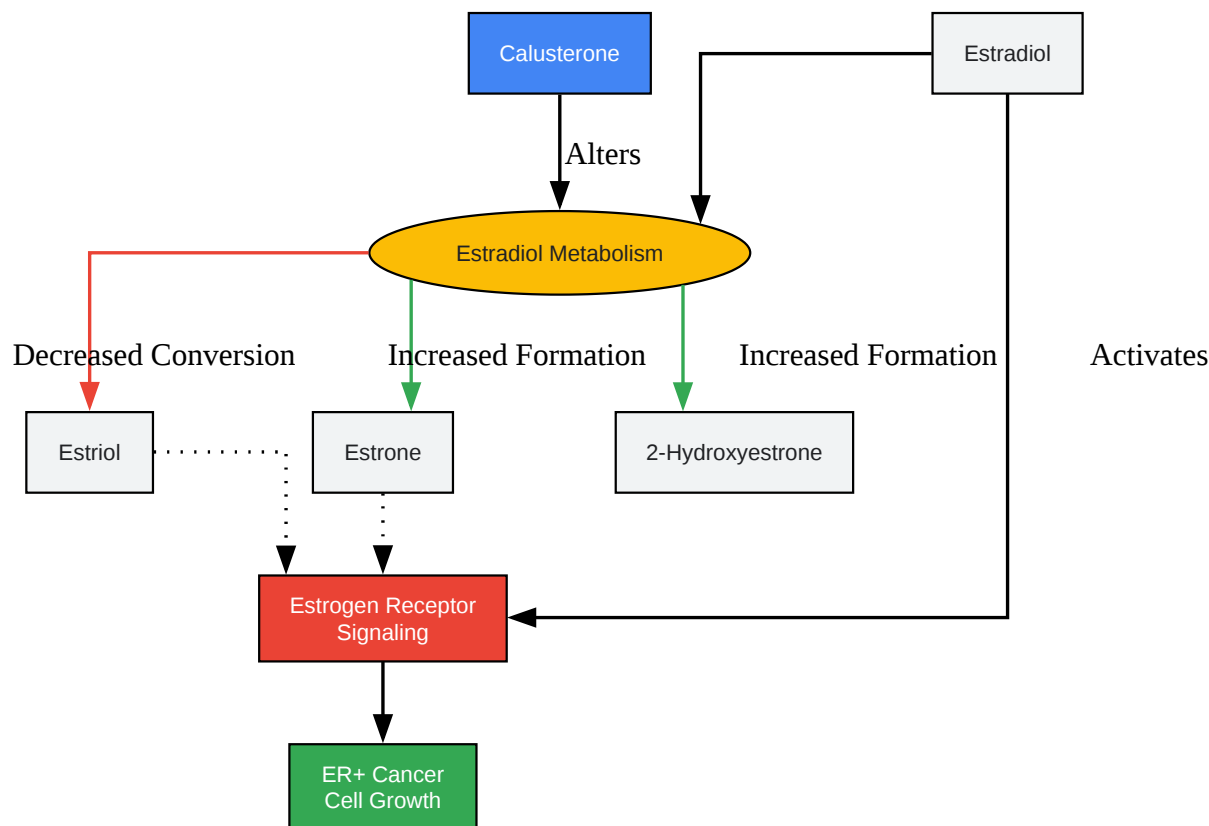 Calusterone
Estradiol
Alters
Estradiol Metabolism
Decreased Conversion
Increased Formation
Increased Formation
Activates
Estriol
Estrone
2-Hydroxyestrone
Estrogen Receptor
Signaling
ER+ Cancer
Cell Growth